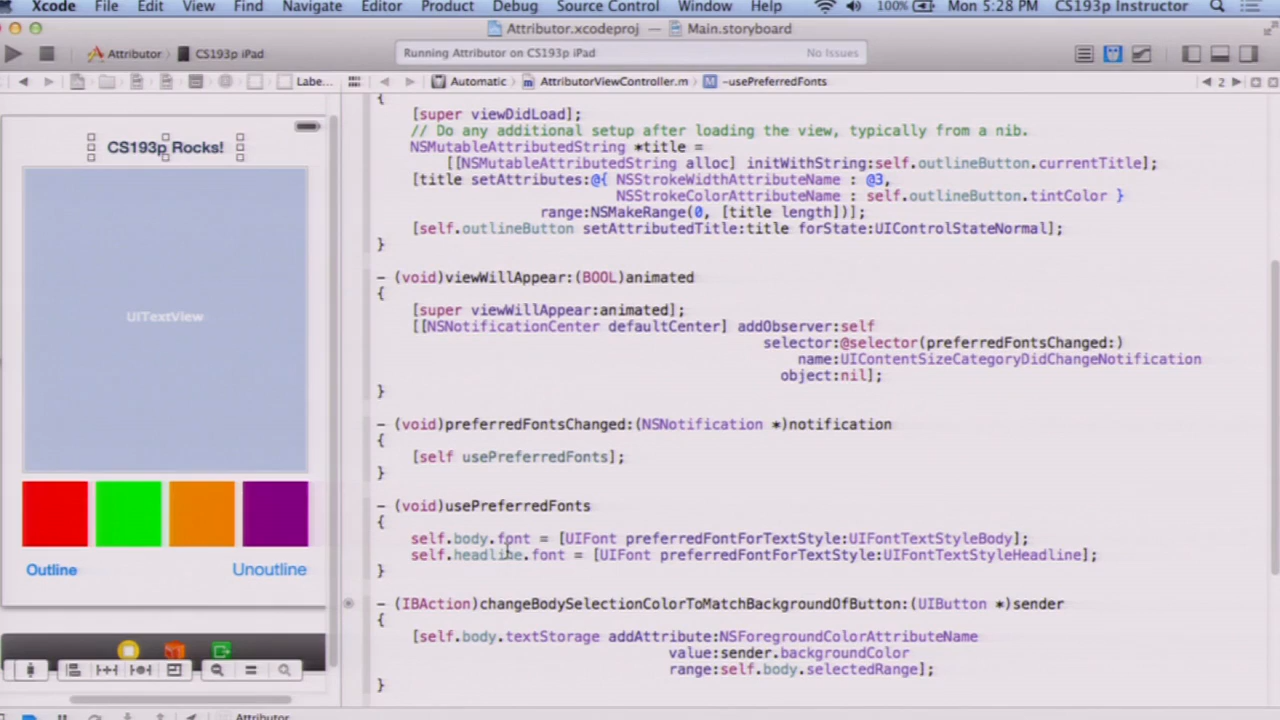 Xcode File Edit View Find Navigate Editor Product Debug Source Control Window Help 100% Mon 5:28 PM CS193p Instructor
Attributor.xcodeproj — Main.storyboard
Attributor CS193p iPad Running Attributor on CS193p iPad No Issues
Labe... Automatic AttributorViewController.m M -usePreferredFonts 2
CS193p Rocks!
UITextView
Outline Unoutline
{
[super viewDidLoad];
// Do any additional setup after loading the view, typically from a nib.
NSMutableAttributedString *title =
[[NSMutableAttributedString alloc] initWithString:self.outlineButton.currentTitle];
[title setAttributes:@{ NSStrokeWidthAttributeName : @3,
NSStrokeColorAttributeName : self.outlineButton.tintColor }
range:NSMakeRange(0, [title length])];
[self.outlineButton setAttributedTitle:title forState:UIControlStateNormal];
}
- (void)viewWillAppear:(BOOL)animated
{
[super viewWillAppear:animated];
[[NSNotificationCenter defaultCenter] addObserver:self
selector:@selector(preferredFontsChanged:)
name:UIContentSizeCategoryDidChangeNotification
object:nil];
}
- (void)preferredFontsChanged:(NSNotification *)notification
{
[self usePreferredFonts];
}
- (void)usePreferredFonts
{
self.body.font = [UIFont preferredFontForTextStyle:UIFontTextStyleBody];
self.headline.font = [UIFont preferredFontForTextStyle:UIFontTextStyleHeadline];
}
- (IBAction)changeBodySelectionColorToMatchBackgroundOfButton:(UIButton *)sender
{
[self.body.textStorage addAttribute:NSForegroundColorAttributeName
value:sender.backgroundColor
range:self.body.selectedRange];
}
Attributor